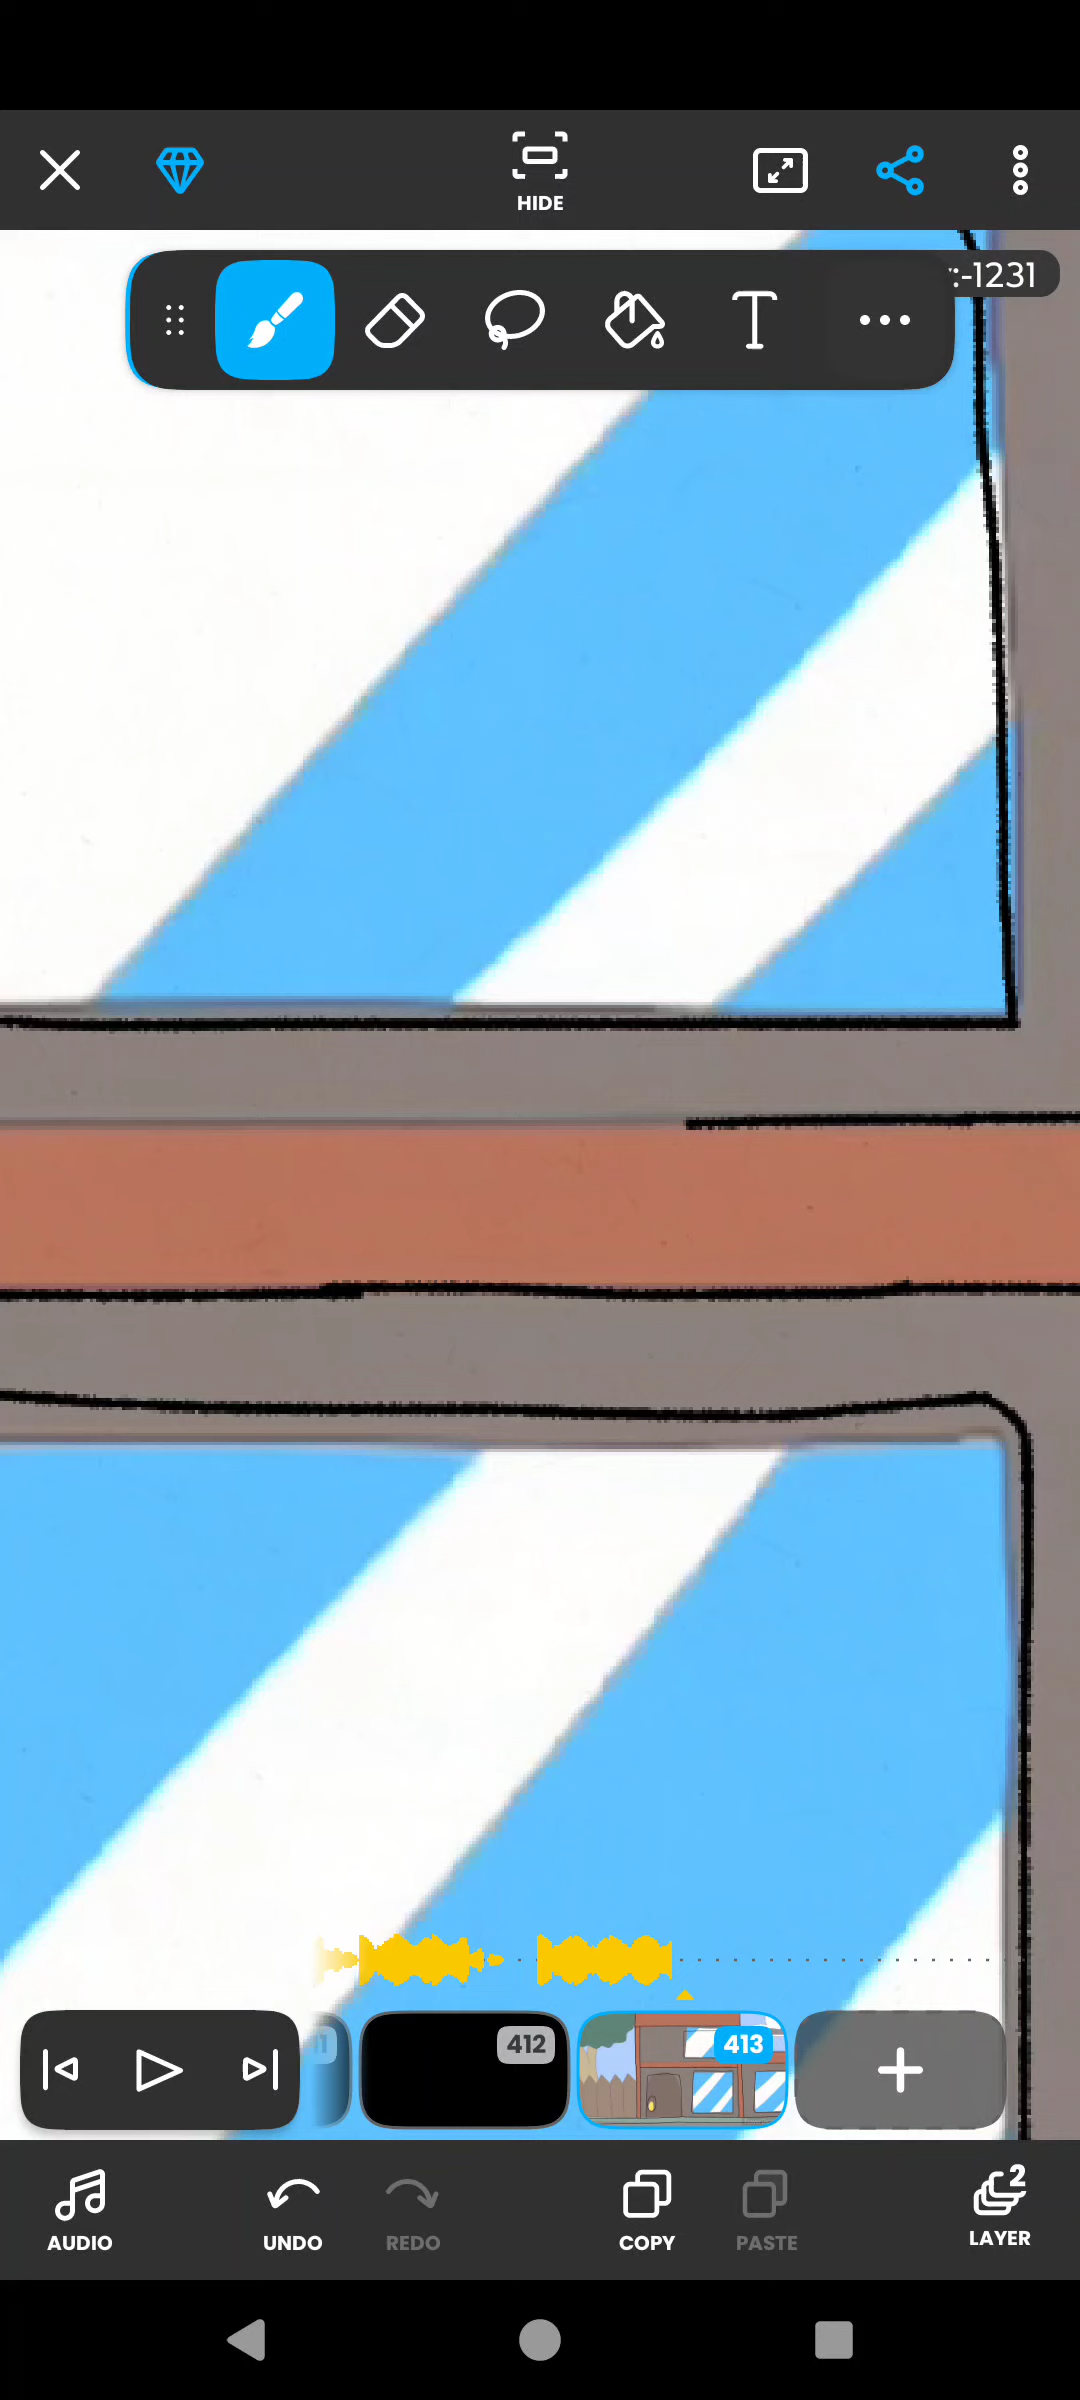 HIDE
:-1231
T
412
413
AUDIO
UNDO
REDO
COPY
PASTE
2
LAYER